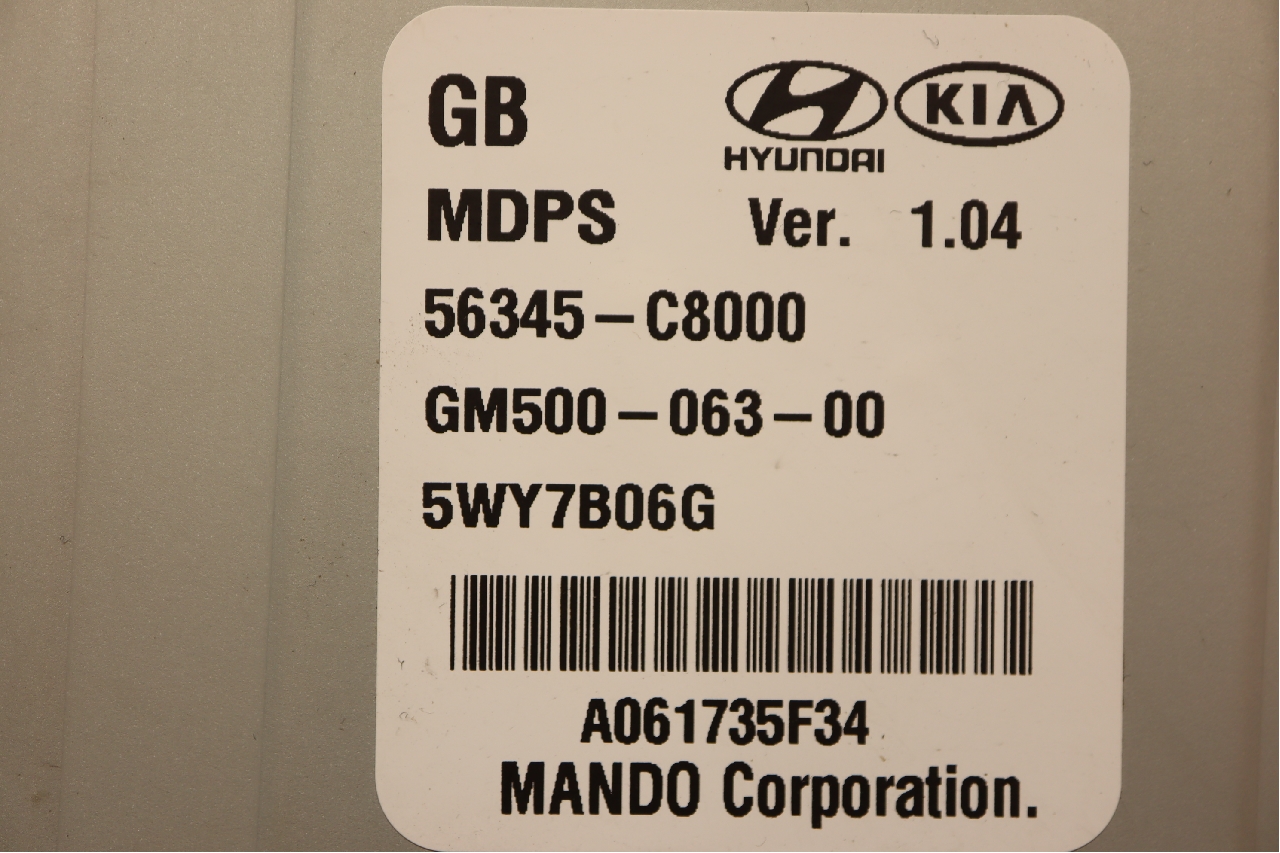 GB
HYUNDAI KIA
MDPS Ver. 1.04
56345-C8000
GM500-063-00
5WY7B06G
A061735F34
MANDO Corporation.